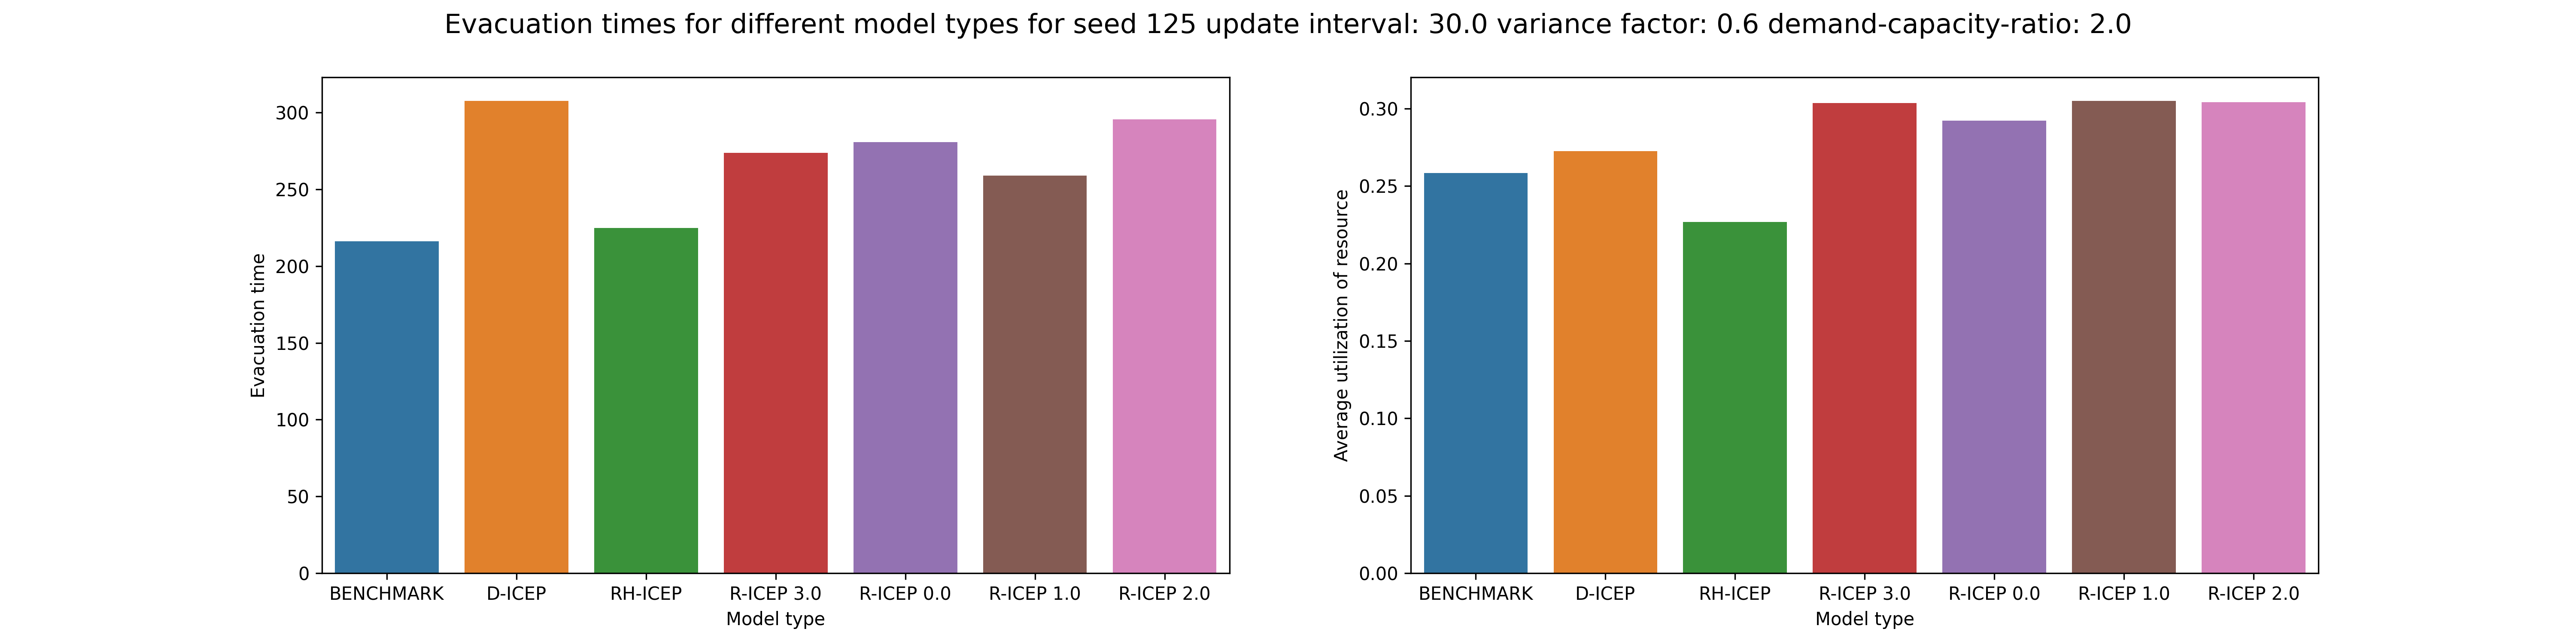 Evacuation times for different model types for seed 125 update interval: 30.0 variance factor: 0.6 demand-capacity-ratio: 2.0
Evacuation time
300
250
200
150
100
50
0
BENCHMARK D-ICEP RH-ICEP R-ICEP 3.0 R-ICEP 0.0 R-ICEP 1.0 R-ICEP 2.0
Model type
Average utilization of resource
0.30
0.25
0.20
0.15
0.10
0.05
0.00
BENCHMARK D-ICEP RH-ICEP R-ICEP 3.0 R-ICEP 0.0 R-ICEP 1.0 R-ICEP 2.0
Model type